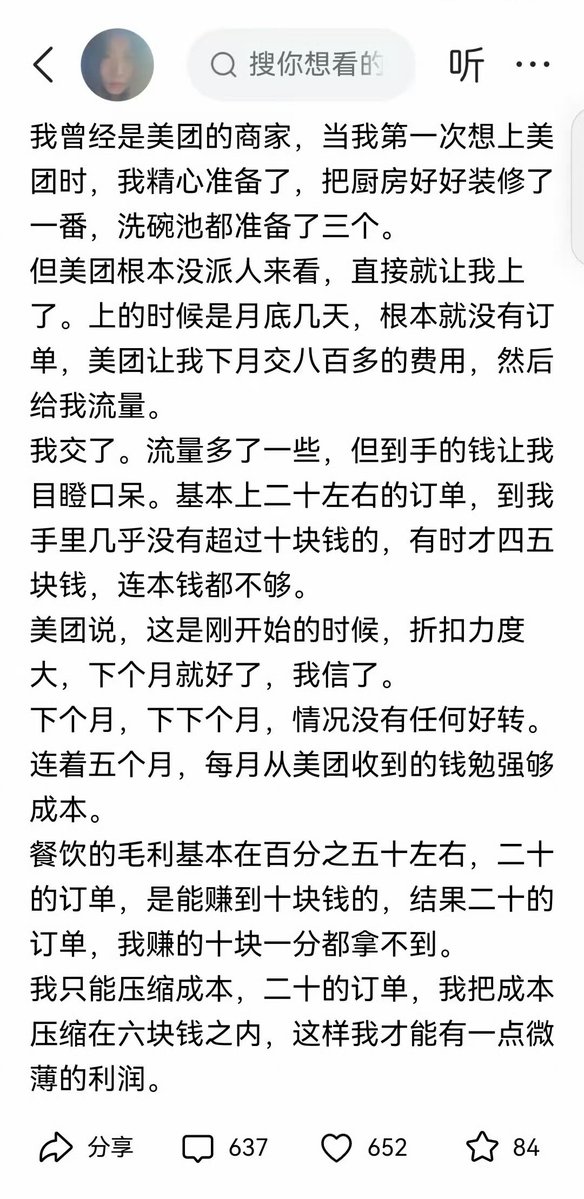 搜你想看的
听
我曾经是美团的商家，当我第一次想上美
团时，我精心准备了，把厨房好好装修了
一番，洗碗池都准备了三个。
但美团根本没派人来看，直接就让我上
了。上的时候是月底几天，根本就没有订
单，美团让我下月交八百多的费用，然后
给我流量。
我交了。流量多了一些，但到手的钱让我
目瞪口呆。基本上二十左右的订单，到我
手里几乎没有超过十块钱的，有时才四五
块钱，连本钱都不够。
美团说，这是刚开始的时候，折扣力度
大，下个月就好了，我信了。
下个月，下下个月，情况没有任何好转。
连着五个月，每月从美团收到的钱勉强够
成本。
餐饮的毛利基本在百分之五十左右，二十
的订单，是能赚到十块钱的，结果二十的
订单，我赚的十块一分都拿不到。
我只能压缩成本，二十的订单，我把成本
压缩在六块钱之内，这样我才能有一点微
薄的利润。
分享 637 652 84